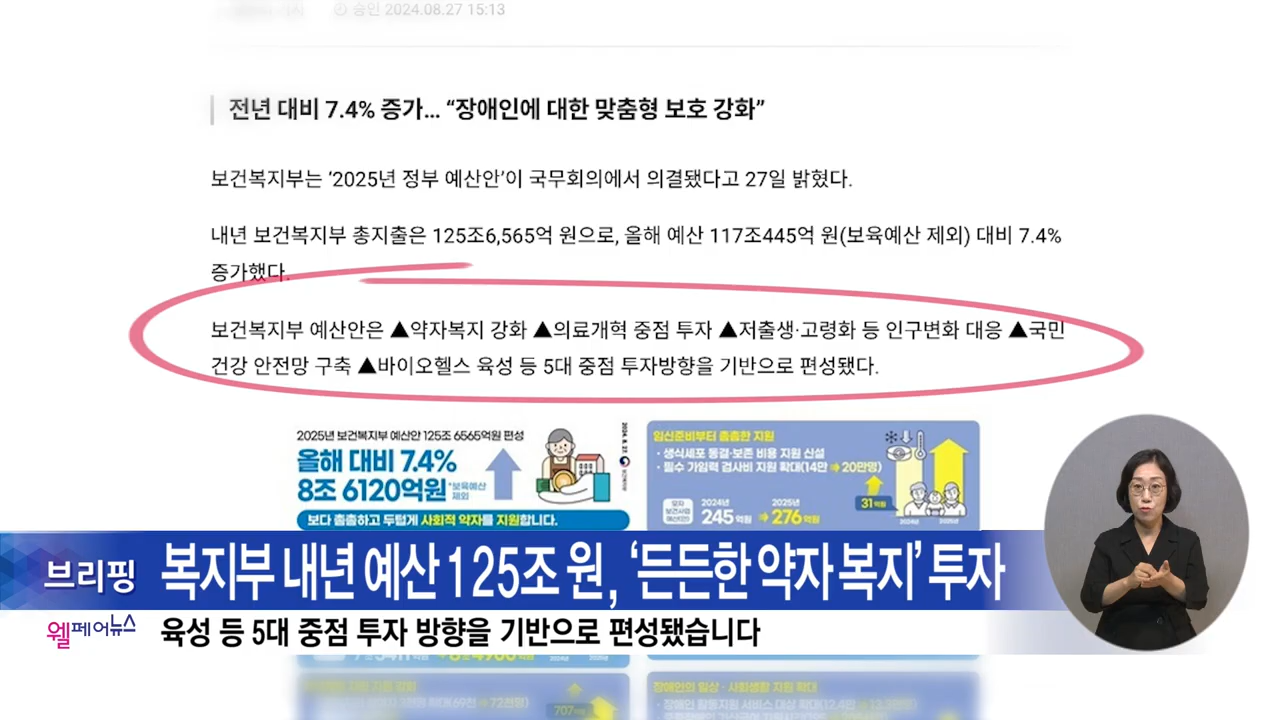 승인 2024.08.27 15:13
전년 대비 7.4% 증가... “장애인에 대한 맞춤형 보호 강화”
보건복지부는 ‘2025년 정부 예산안’이 국무회의에서 의결됐다고 27일 밝혔다.
내년 보건복지부 총지출은 125조6,565억 원으로, 올해 예산 117조445억 원(보육예산 제외) 대비 7.4%
증가했다.
보건복지부 예산안은 ▲약자복지 강화 ▲의료개혁 중점 투자 ▲저출생·고령화 등 인구변화 대응 ▲국민
건강 안전망 구축 ▲바이오헬스 육성 등 5대 중점 투자방향을 기반으로 편성됐다.
2025년 보건복지부 예산안 125조 6565억원 편성
올해 대비 7.4%
8조 6120억원
*보육예산
제외
보다 촘촘하고 두텁게 사회적 약자를 지원합니다.
2024. 8. 27.
임신준비부터 촘촘한 지원
· 생식세포 동결·보존 비용 지원 신설
· 필수 가임력 검사비 지원 확대(14만 ➡ 20만명)
모자
보건사업
2024년
245 억원
2025년
276 억원
31 억원
2024년
2025년
브리핑
복지부 내년 예산 125조 원, ‘든든한 약자 복지’ 투자
웰페어뉴스
육성 등 5대 중점 투자 방향을 기반으로 편성됐습니다
장애인의 일상·사회생활 지원 확대